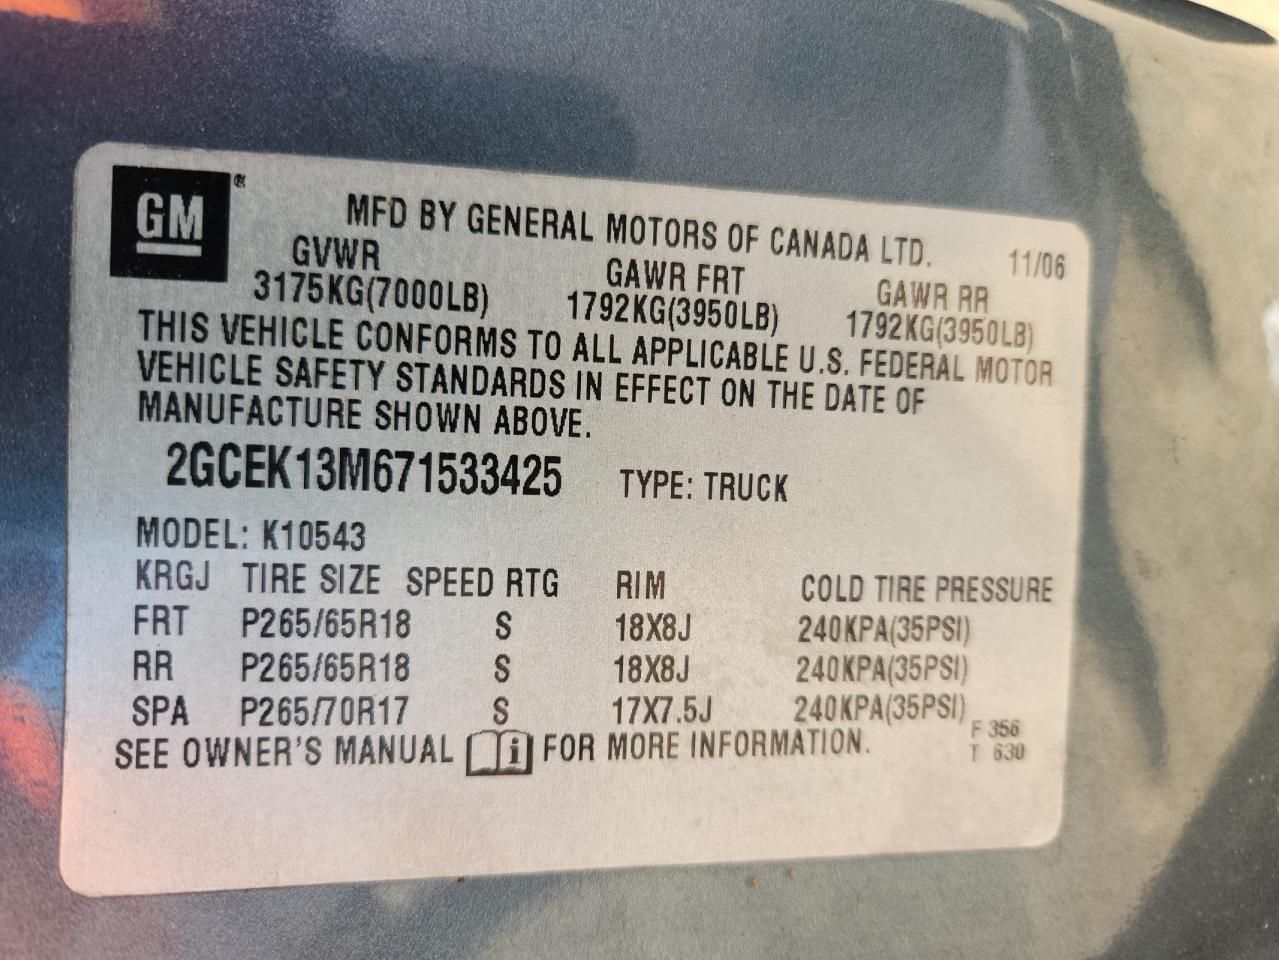 GM®
MFD BY GENERAL MOTORS OF CANADA LTD.
11/06
GVWR GAWR FRT GAWR RR
3175KG(7000LB) 1792KG(3950LB) 1792KG(3950LB)
THIS VEHICLE CONFORMS TO ALL APPLICABLE U.S. FEDERAL MOTOR
VEHICLE SAFETY STANDARDS IN EFFECT ON THE DATE OF
MANUFACTURE SHOWN ABOVE.
2GCEK13M671533425 TYPE: TRUCK
MODEL: K10543
KRGJ TIRE SIZE SPEED RTG RIM COLD TIRE PRESSURE
FRT P265/65R18 S 18X8J 240KPA(35PSI)
RR P265/65R18 S 18X8J 240KPA(35PSI)
SPA P265/70R17 S 17X7.5J 240KPA(35PSI)
SEE OWNER'S MANUAL i FOR MORE INFORMATION.
F 356
T 630